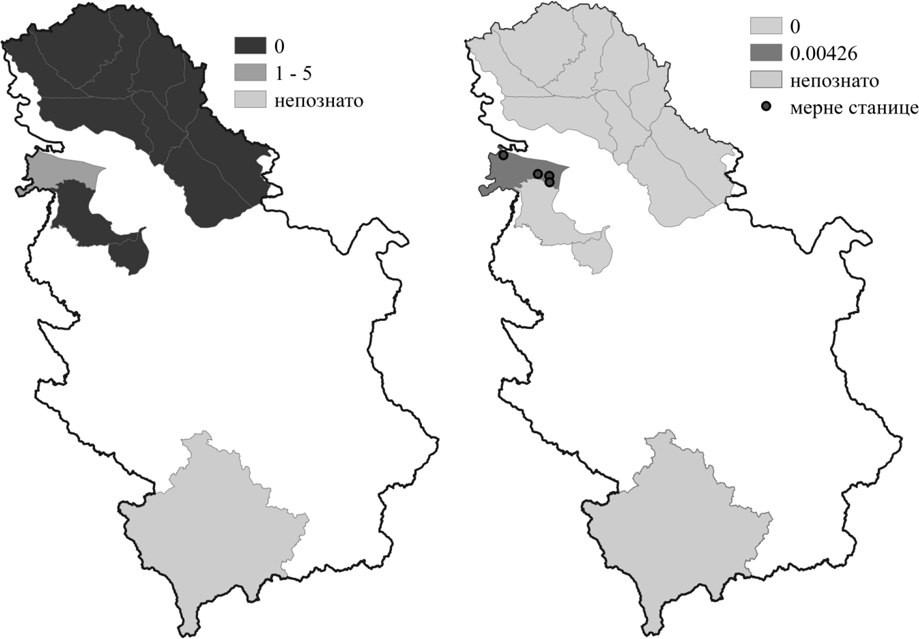 0
1 - 5
непознато
0
0.00426
непознато
мерне станице